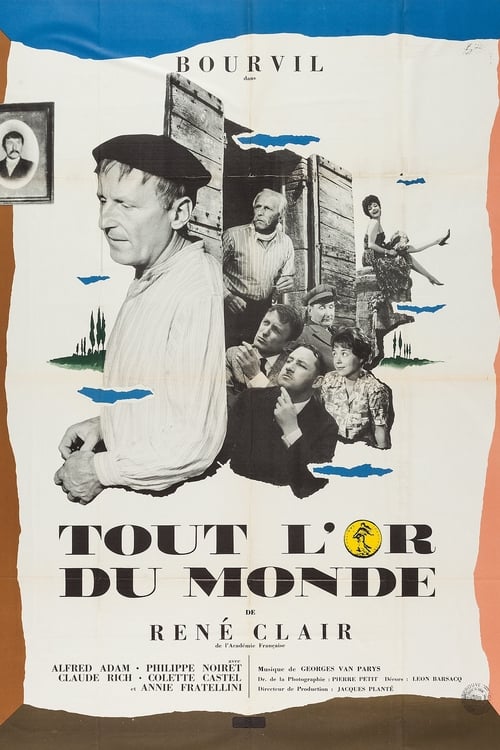 BOURVIL
dans
TOUT L'OR
DU MONDE
DE
RENÉ CLAIR
de l'Académie Française
avec
ALFRED ADAM • PHILIPPE NOIRET
CLAUDE RICH • COLETTE CASTEL
et ANNIE FRATELLINI
Musique de GEORGES VAN PARYS
Dr. de la Photographie : PIERRE PETIT Décors : LEON BARSACQ
Directeur de Production : JACQUES PLANTÉ